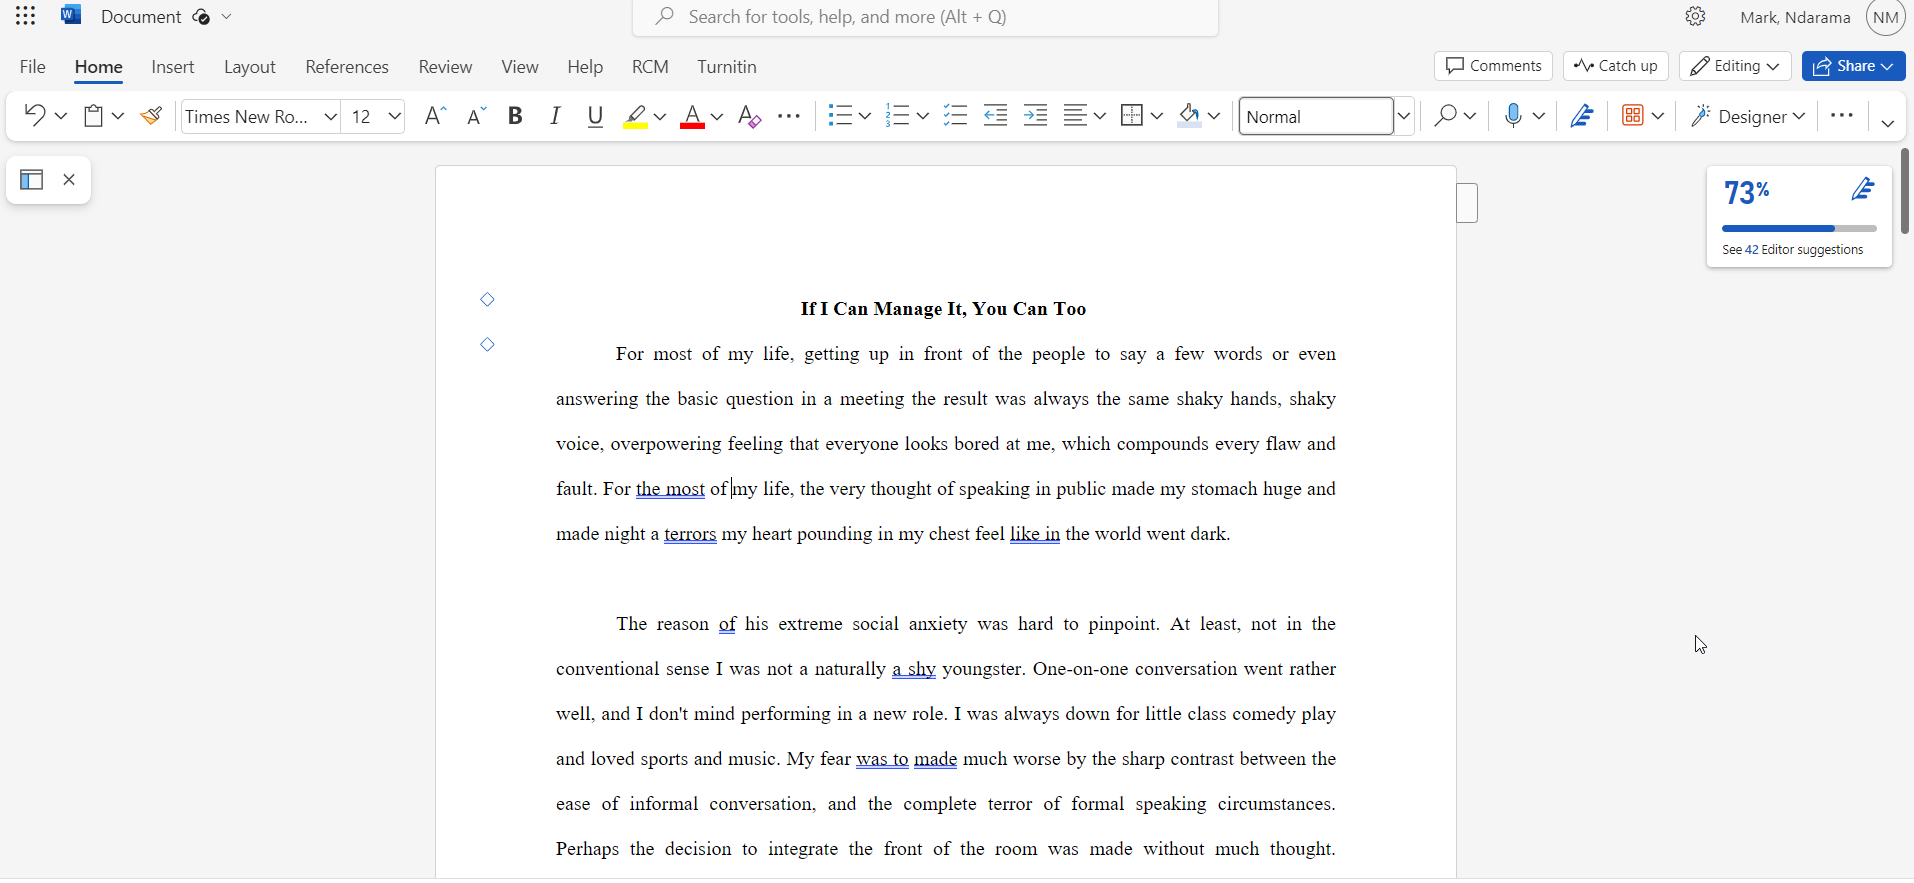 Document
Search for tools, help, and more (Alt + Q)
Mark, Ndarama
NM
File Home Insert Layout References Review View Help RCM Turnitin
Comments Catch up Editing Share
Times New Ro... 12 Normal Designer
73%
See 42 Editor suggestions
If I Can Manage It, You Can Too
For most of my life, getting up in front of the people to say a few words or even
answering the basic question in a meeting the result was always the same shaky hands, shaky
voice, overpowering feeling that everyone looks bored at me, which compounds every flaw and
fault. For the most of my life, the very thought of speaking in public made my stomach huge and
made night a terrors my heart pounding in my chest feel like in the world went dark.
The reason of his extreme social anxiety was hard to pinpoint. At least, not in the
conventional sense I was not a naturally a shy youngster. One-on-one conversation went rather
well, and I don't mind performing in a new role. I was always down for little class comedy play
and loved sports and music. My fear was to made much worse by the sharp contrast between the
ease of informal conversation, and the complete terror of formal speaking circumstances.
Perhaps the decision to integrate the front of the room was made without much thought.